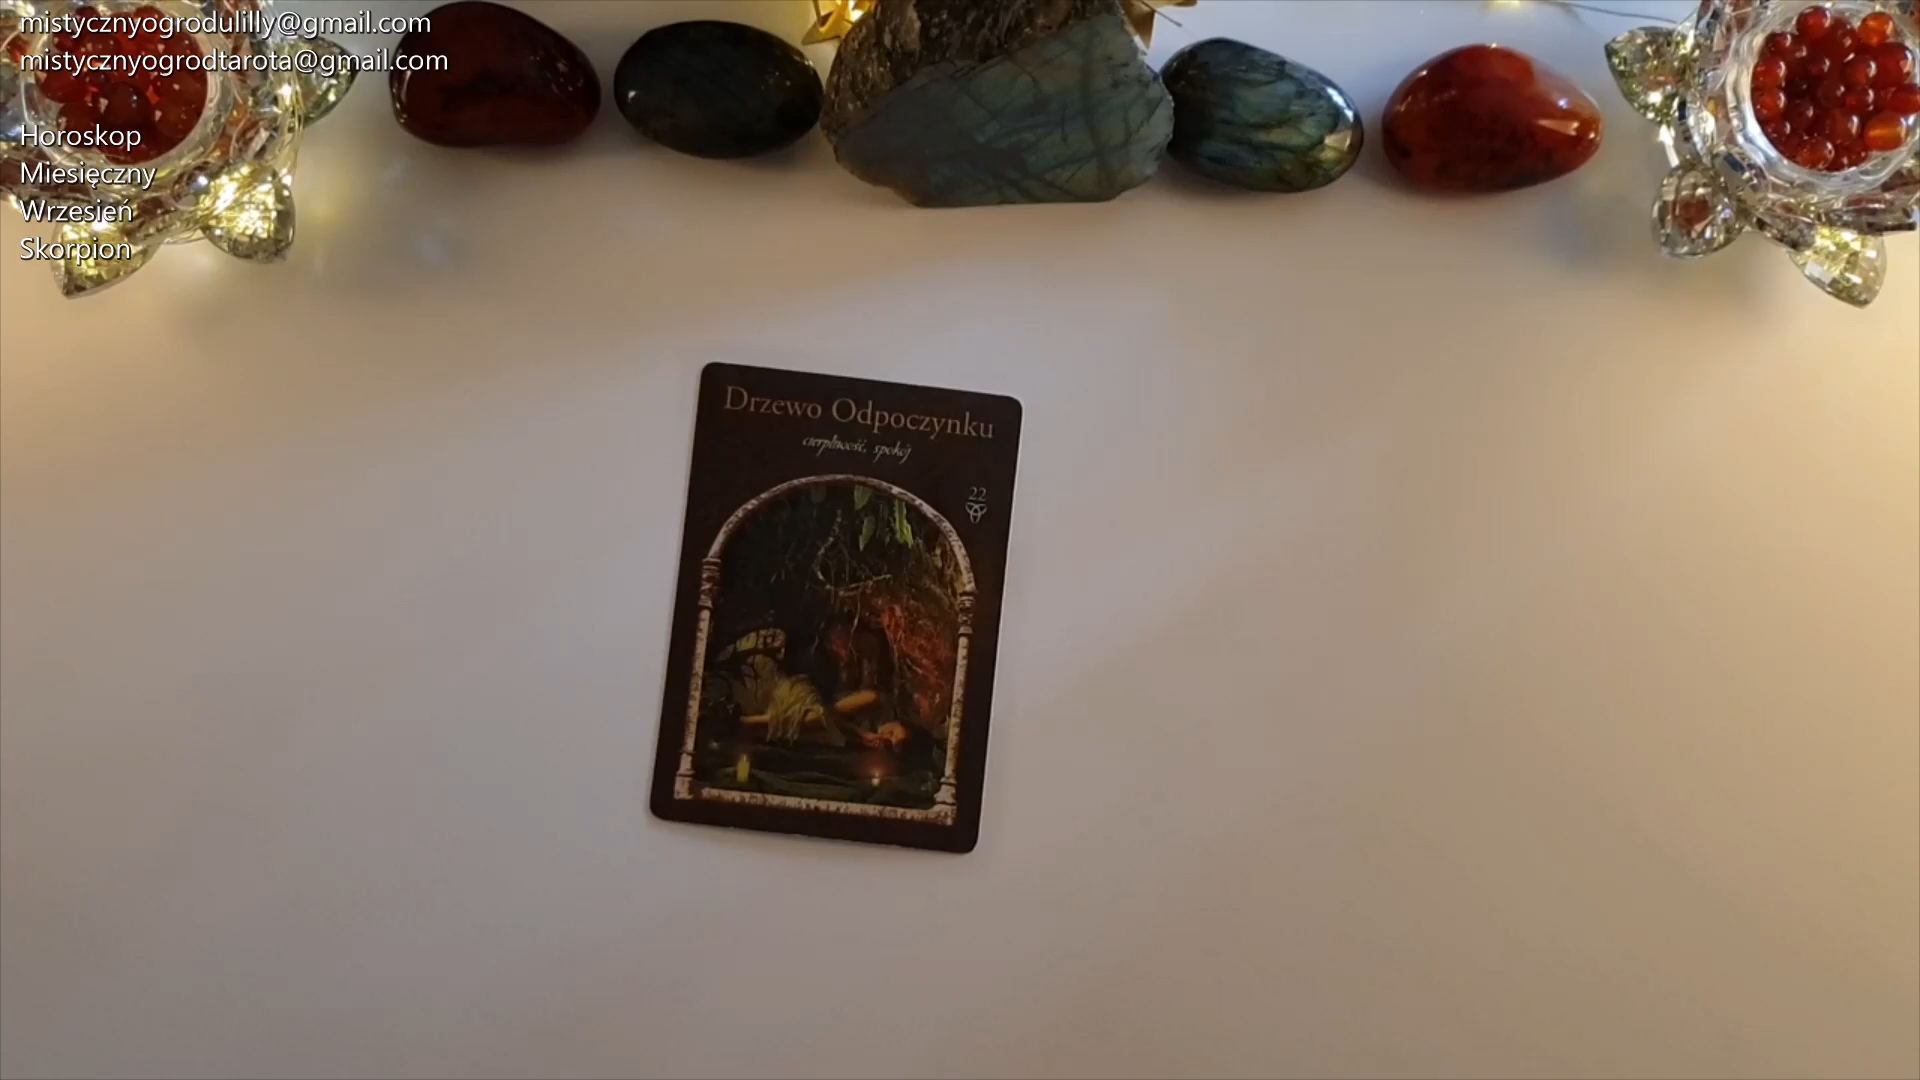 mistycznyogrodulilly@gmail.com
mistycznyogrodtarota@gmail.com
Horoskop
Miesięczny
Wrzesień
Skorpion
Drzewo Odpoczynku
cierpliwość, spokój
22